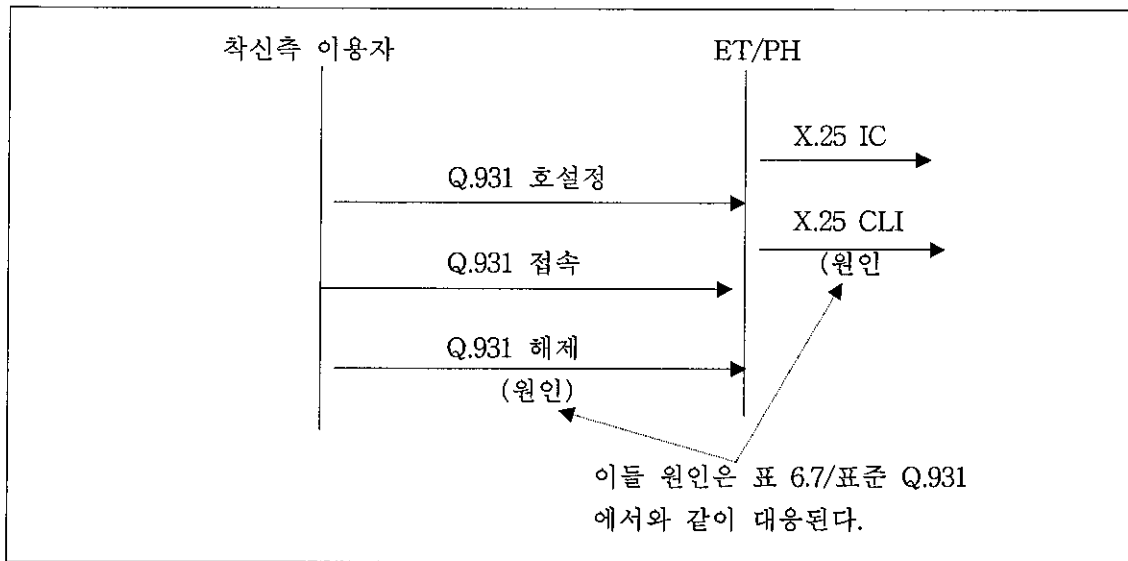 착신측 이용자
ET/PH
X.25 IC
Q.931 호설정
X.25 CLI
(원인
Q.931 접속
Q.931 해제
(원인)
이들 원인은 표 6.7/표준 Q.931
에서와 같이 대응된다.